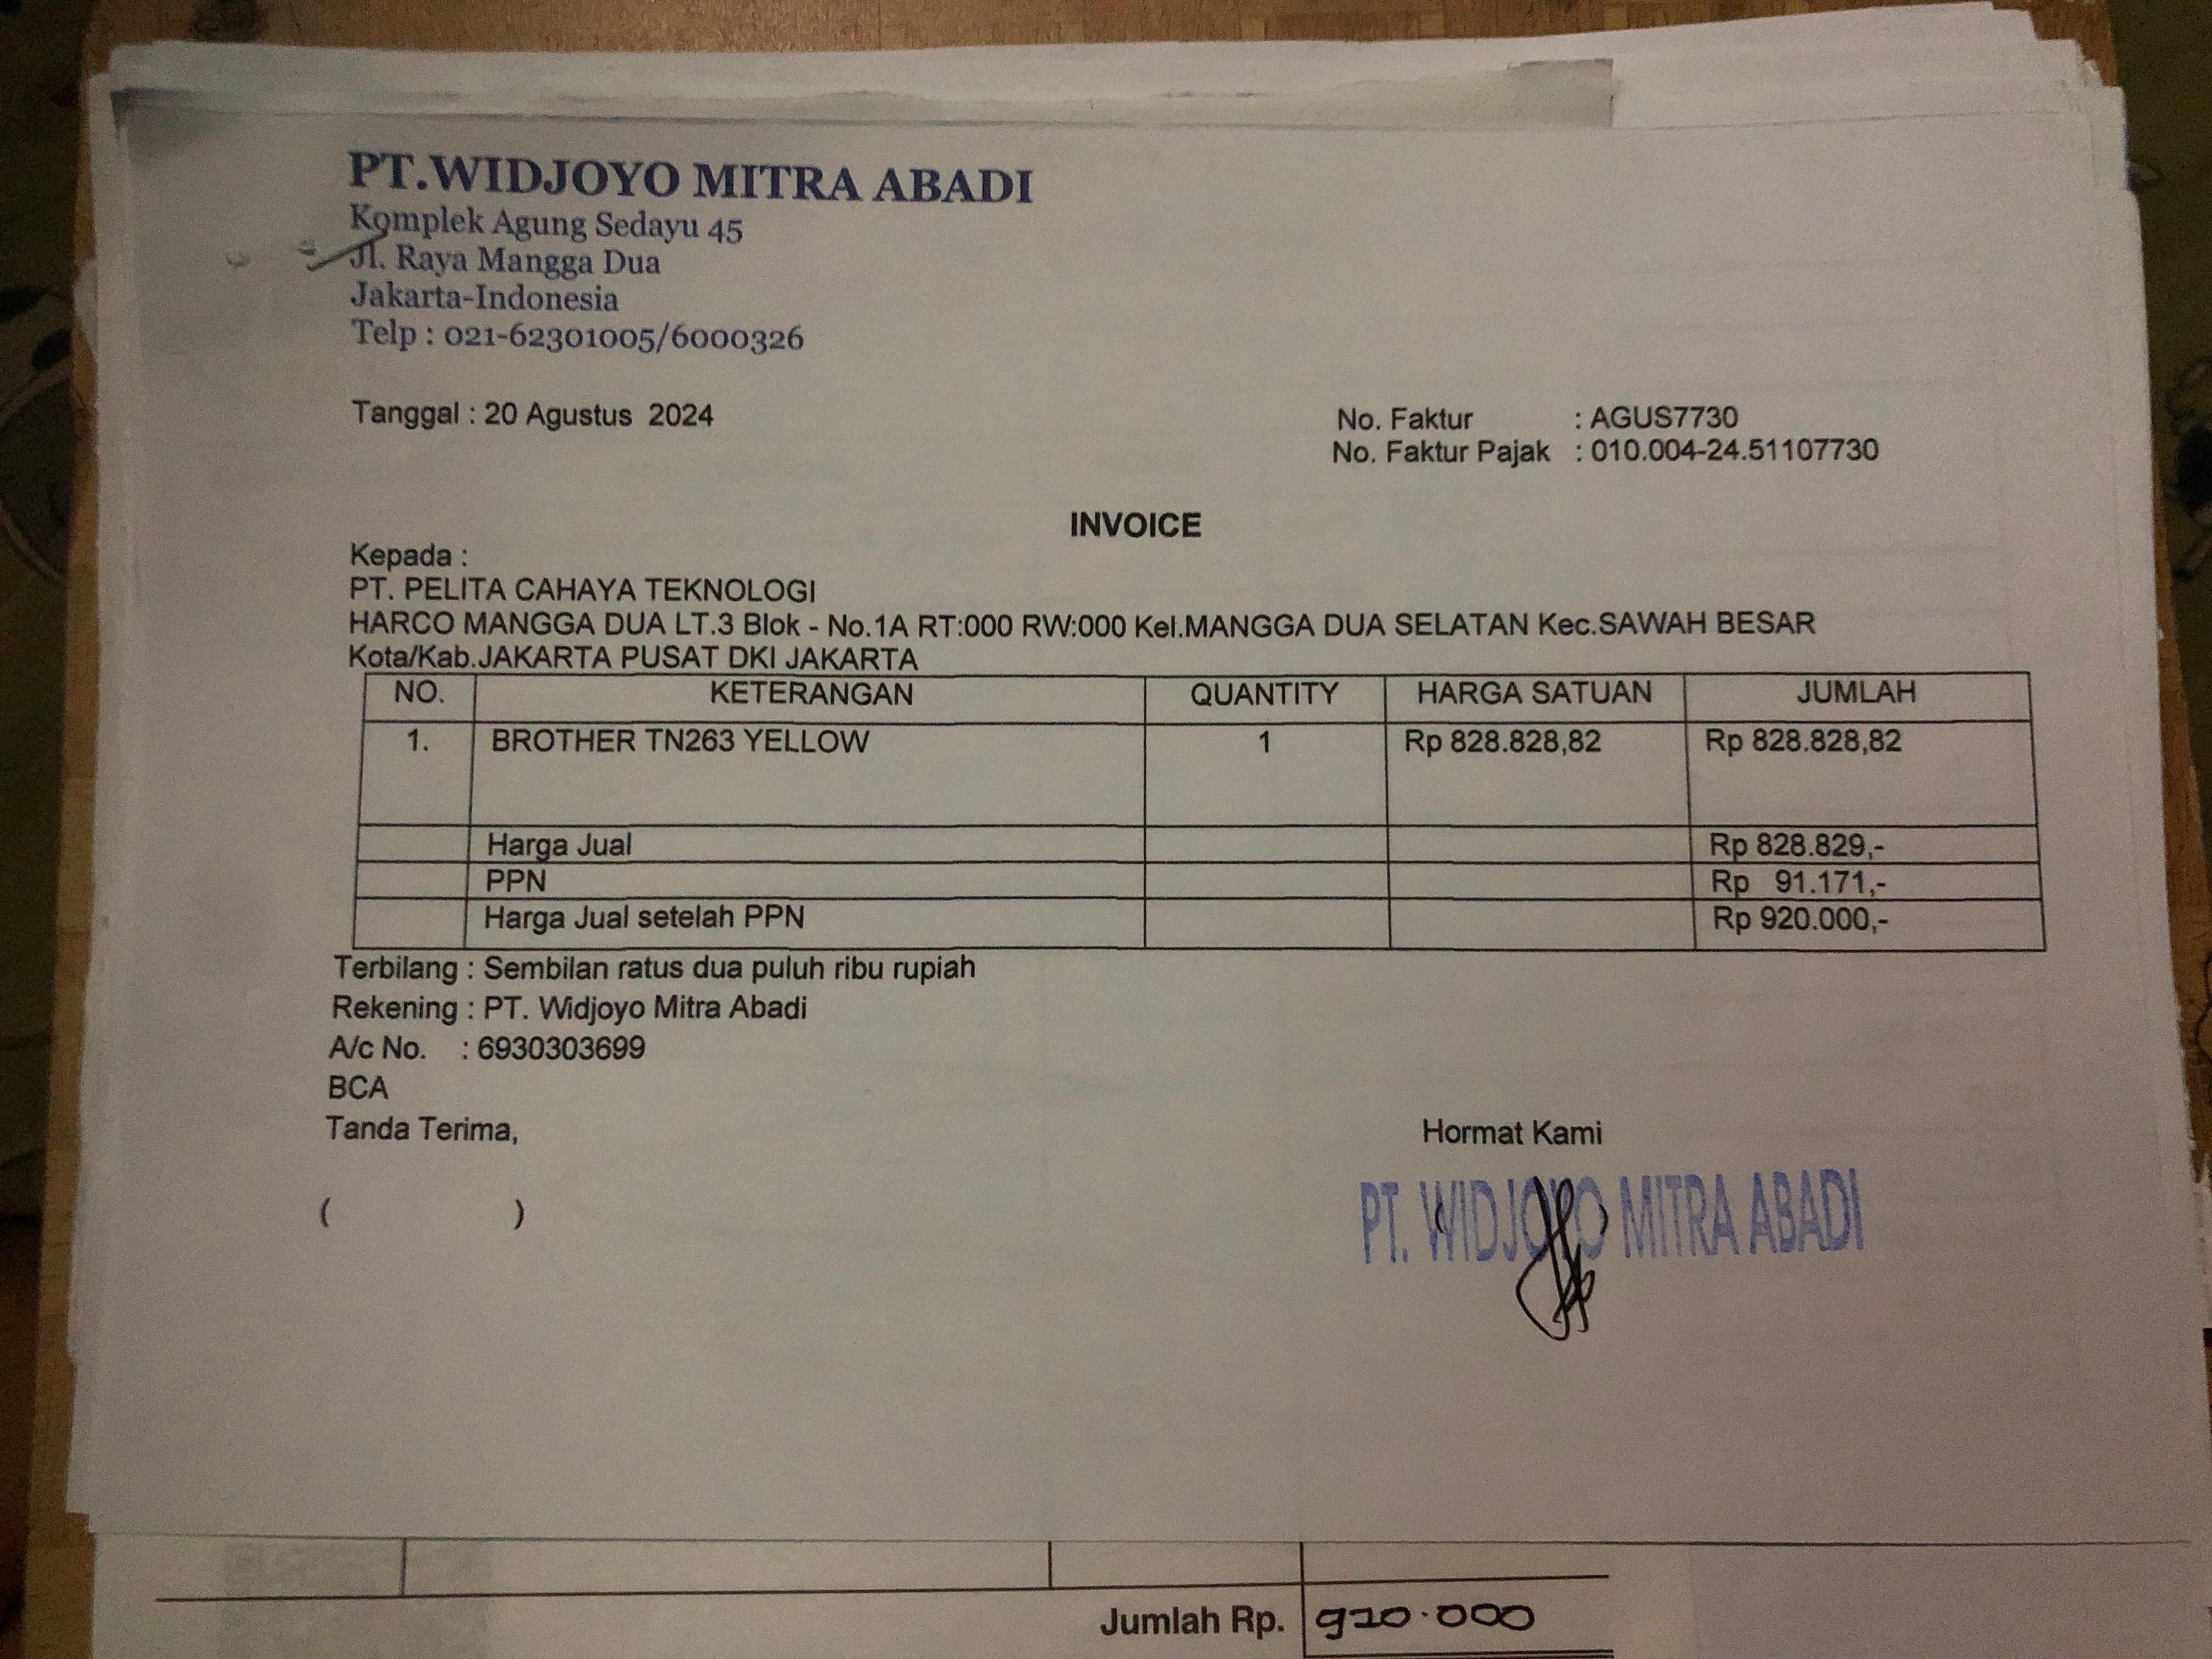 PT.WIDJOYO MITRA ABADI
Komplek Agung Sedayu 45
Jl. Raya Mangga Dua
Jakarta-Indonesia
Telp : 021-62301005/6000326
Tanggal : 20 Agustus 2024
No. Faktur : AGUS7730
No. Faktur Pajak : 010.004-24.51107730
INVOICE
Kepada :
PT. PELITA CAHAYA TEKNOLOGI
HARCO MANGGA DUA LT.3 Blok - No.1A RT:000 RW:000 Kel.MANGGA DUA SELATAN Kec.SAWAH BESAR
Kota/Kab.JAKARTA PUSAT DKI JAKARTA
NO. KETERANGAN QUANTITY HARGA SATUAN JUMLAH
1. BROTHER TN263 YELLOW 1 Rp 828.828,82 Rp 828.828,82
Harga Jual Rp 828.829,-
PPN Rp 91.171,-
Harga Jual setelah PPN Rp 920.000,-
Terbilang : Sembilan ratus dua puluh ribu rupiah
Rekening : PT. Widjoyo Mitra Abadi
A/c No. : 6930303699
BCA
Tanda Terima,
Hormat Kami
( )
PT. WIDJOYO MITRA ABADI
Jumlah Rp. 920.000